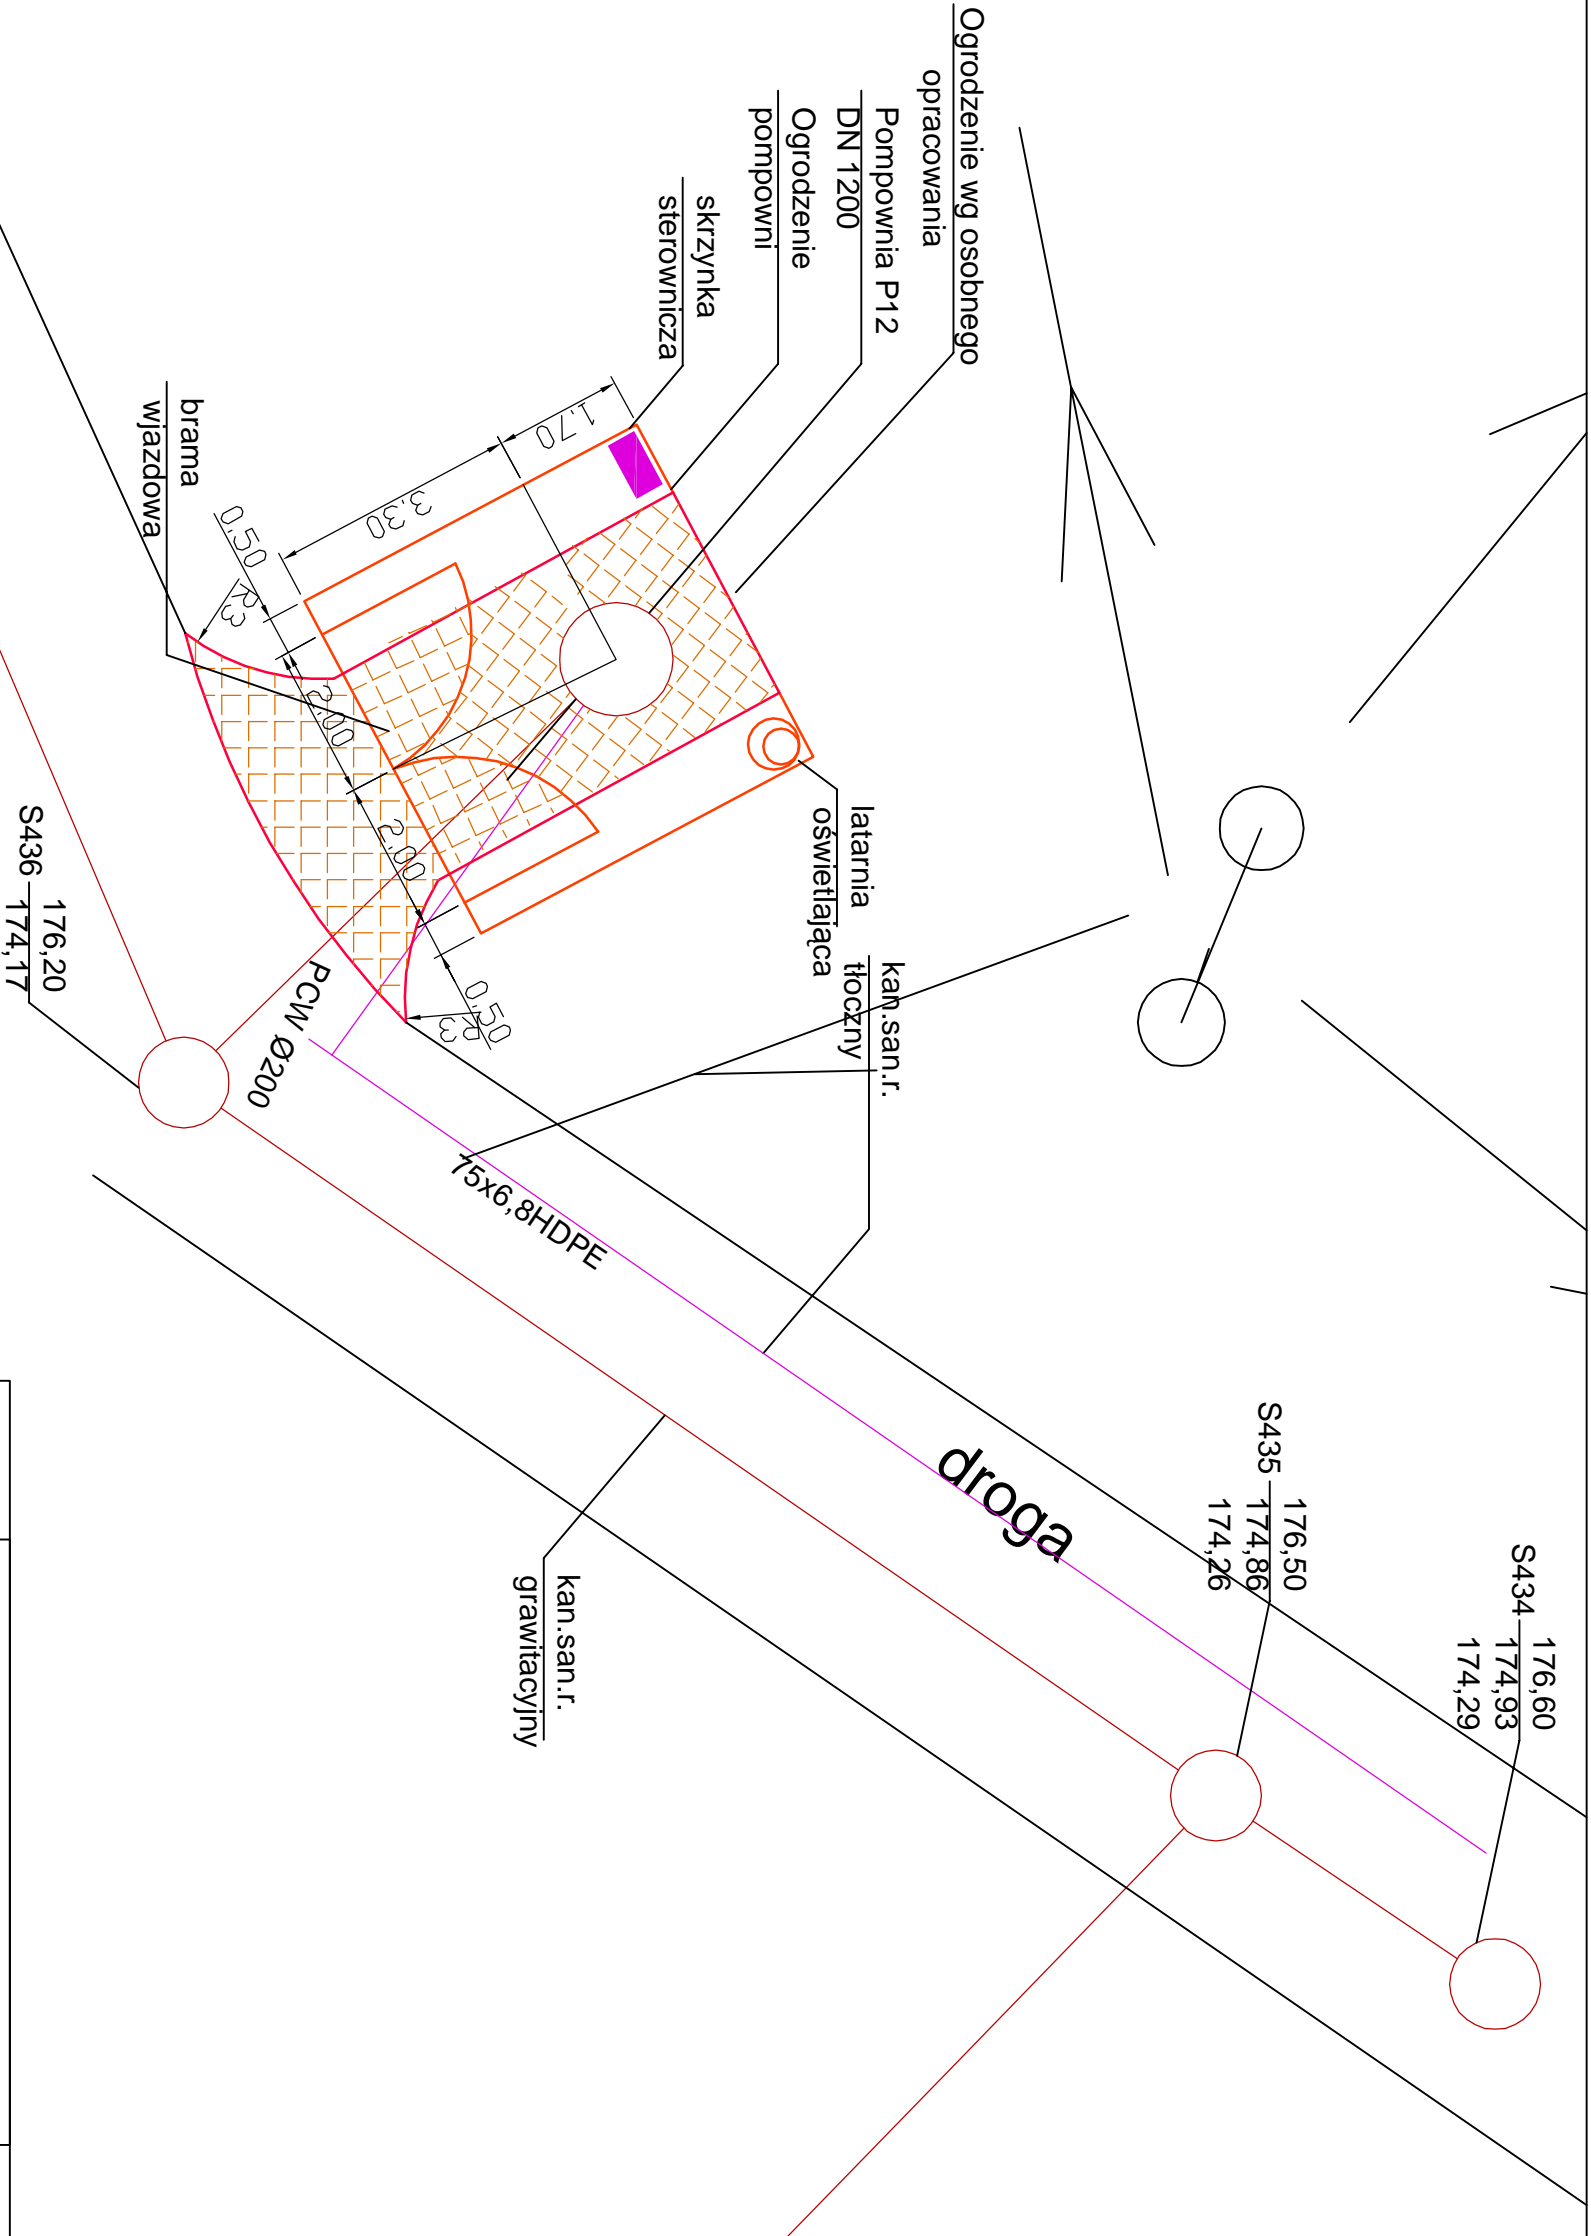 Ogrodzenie wg osobnego
opracowania
Pompownia P12
DN 1200
Ogrodzenie
pompowni
skrzynka
sterownicza
brama
wjazdowa
1.70
3.30
0.50
R3
2.00
2.00
0.50
R3
latarnia
oświetlająca
kan.san.r.
tłoczny
PCW Ø200
75x6,8HDPE
S436
176,20
174,17
droga
S435
176,50
174,86
174,26
S434
176,60
174,93
174,29
kan.san.r.
grawitacyjny